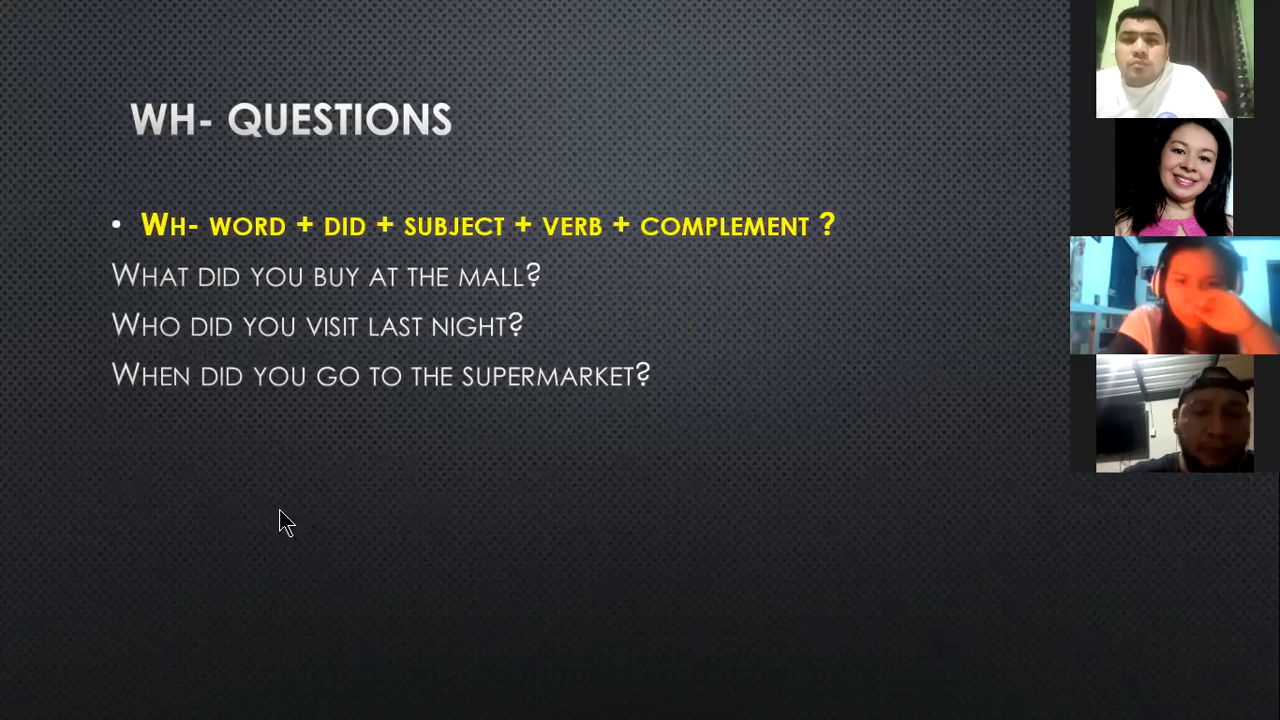 WH- QUESTIONS
• WH- WORD + DID + SUBJECT + VERB + COMPLEMENT ?
WHAT DID YOU BUY AT THE MALL?
WHO DID YOU VISIT LAST NIGHT?
WHEN DID YOU GO TO THE SUPERMARKET?